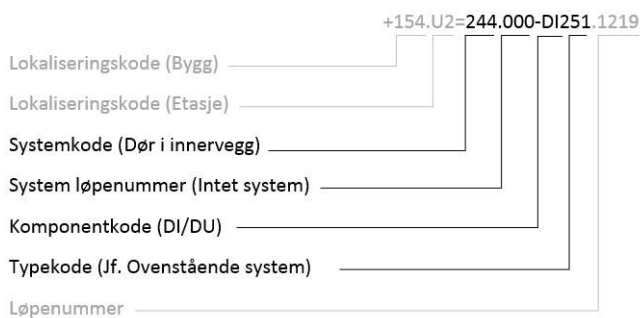 +154.U2=244.000-DI251.1219
Lokaliseringskode (Bygg)
Lokaliseringskode (Etasje)
Systemkode (Dør i innervegg)
System løpenummer (Intet system)
Komponentkode (DI/DU)
Typekode (Jf. Ovenstående system)
Løpenummer